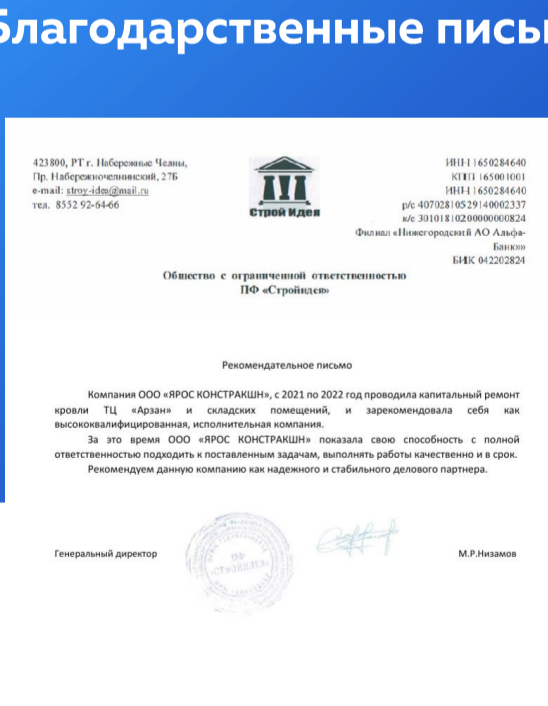 Благодарственные письм
423800, РТ г. Набережные Челны,
Пр. Набережночелнинский, 27Б
e-mail: stroy-idea@mail.ru
тел. 8552 92-64-66
Строй Идея
ИНН 1650284640
КПП 165001001
ИНН 1650284640
р/с 40702810529140002337
к/с 30101810200000000824
Филиал «Нижегородский АО Альфа-
Банк»»
БИК 042202824
Общество с ограниченной ответственностью
ПФ «Стройидея»
Рекомендательное письмо
Компания ООО «ЯРОС КОНСТРАКШН», с 2021 по 2022 год проводила капитальный ремонт
кровли ТЦ «Арзан» и складских помещений, и зарекомендовала себя как
высококвалифицированная, исполнительная компания.
За это время ООО «ЯРОС КОНСТРАКШН» показала свою способность с полной
ответственностью подходить к поставленным задачам, выполнять работы качественно и в срок.
Рекомендуем данную компанию как надежного и стабильного делового партнера.
Генеральный директор
ПФ
«СТРОЙИДЕЯ»
М.Р.Низамов